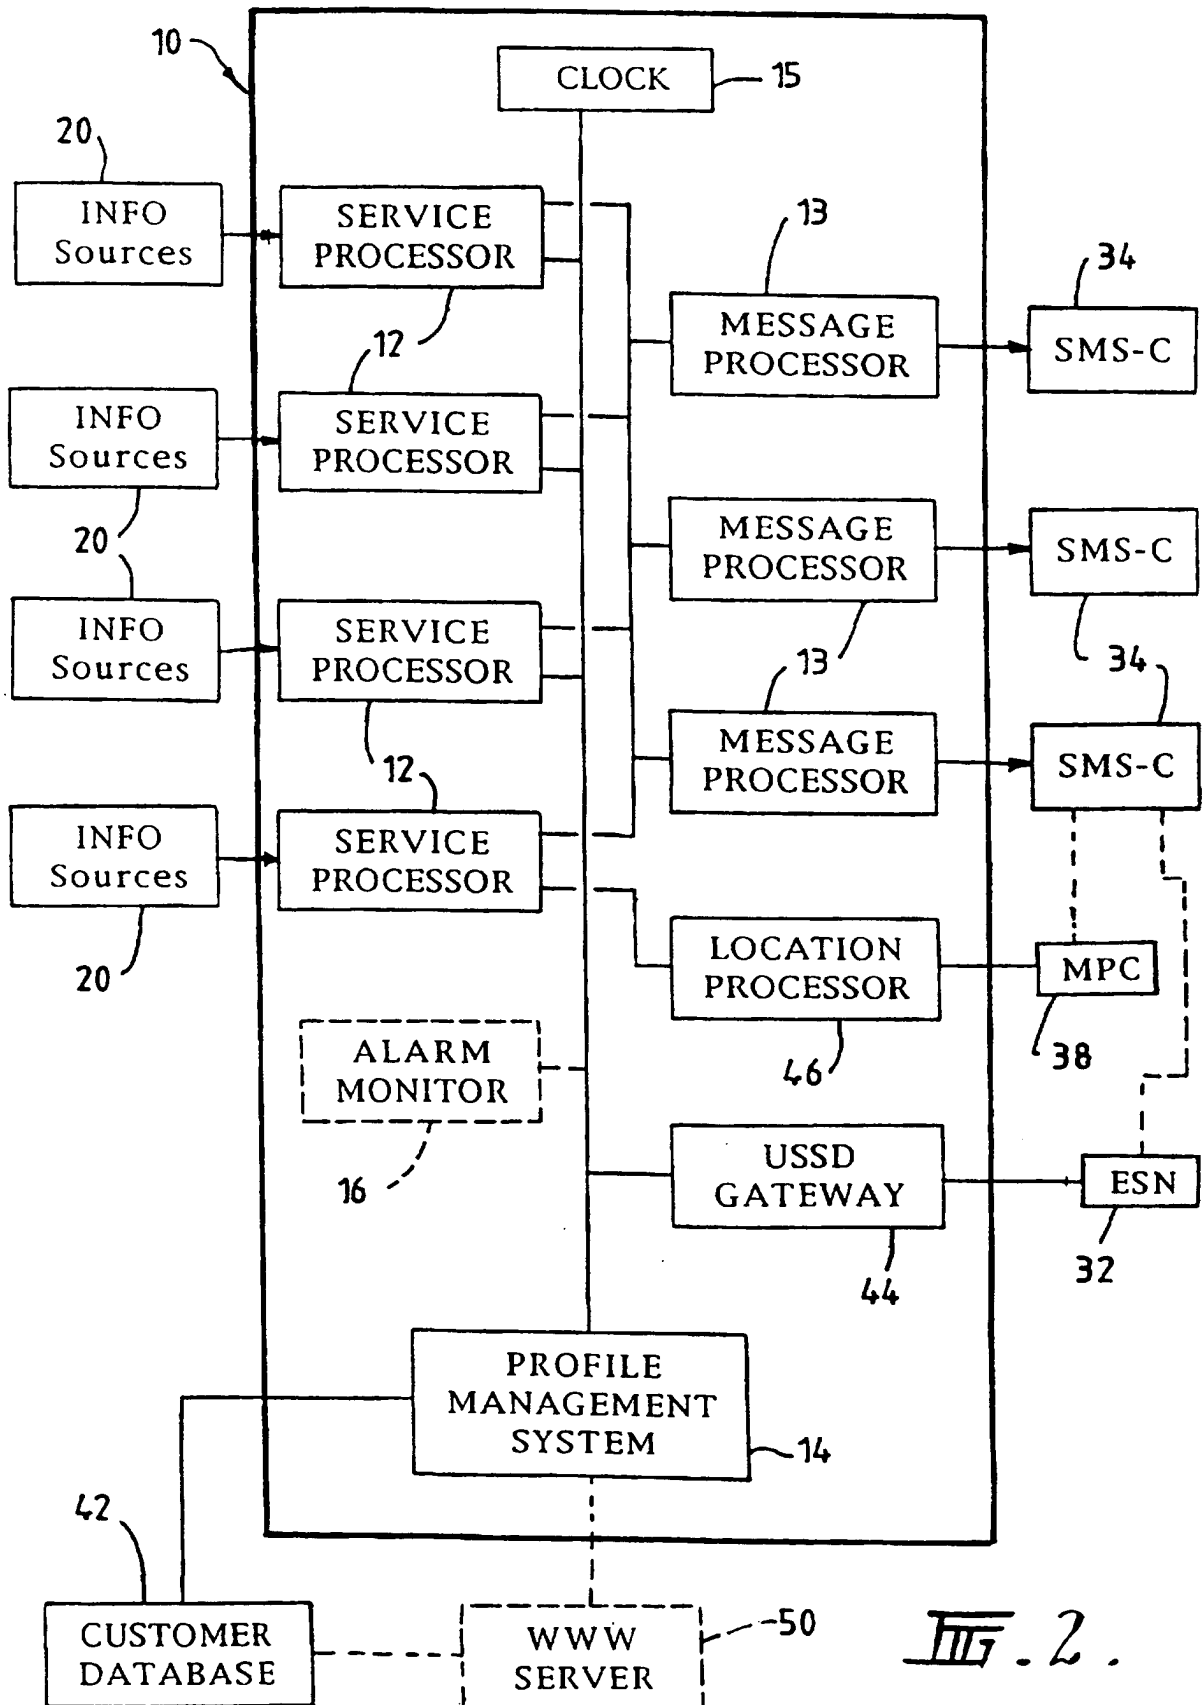 10
CLOCK
15
20
INFO
Sources
SERVICE
PROCESSOR
13
34
MESSAGE
PROCESSOR
SMS-C
12
INFO
Sources
SERVICE
PROCESSOR
20
MESSAGE
PROCESSOR
SMS-C
INFO
Sources
SERVICE
PROCESSOR
13
34
MESSAGE
PROCESSOR
SMS-C
12
INFO
Sources
SERVICE
PROCESSOR
20
LOCATION
PROCESSOR
MPC
46
38
ALARM
MONITOR
16
USSD
GATEWAY
ESN
44
32
PROFILE
MANAGEMENT
SYSTEM
14
42
CUSTOMER
DATABASE
WWW
SERVER
50
FIG. 2.